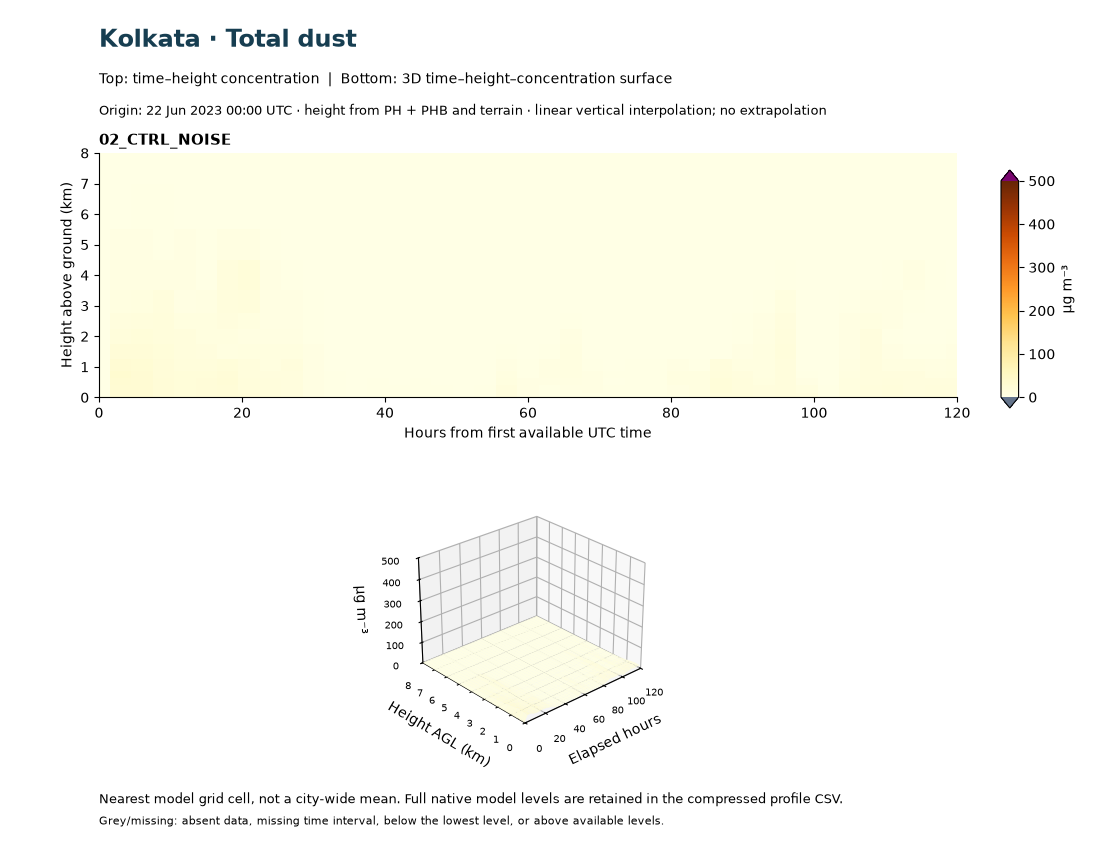 Kolkata · Total dust
Top: time–height concentration | Bottom: 3D time–height–concentration surface
Origin: 22 Jun 2023 00:00 UTC · height from PH + PHB and terrain · linear vertical interpolation; no extrapolation
02_CTRL_NOISE
8
7
6
5
4
3
2
1
0
Height above ground (km)
0 20 40 60 80 100 120
Hours from first available UTC time
500
400
300
200
100
0
µg m⁻³
500
400
300
200
100
0
µg m⁻³
8 7 6 5 4 3 2 1 0
Height AGL (km)
0 20 40 60 80 100 120
Elapsed hours
Nearest model grid cell, not a city-wide mean. Full native model levels are retained in the compressed profile CSV.
Grey/missing: absent data, missing time interval, below the lowest level, or above available levels.